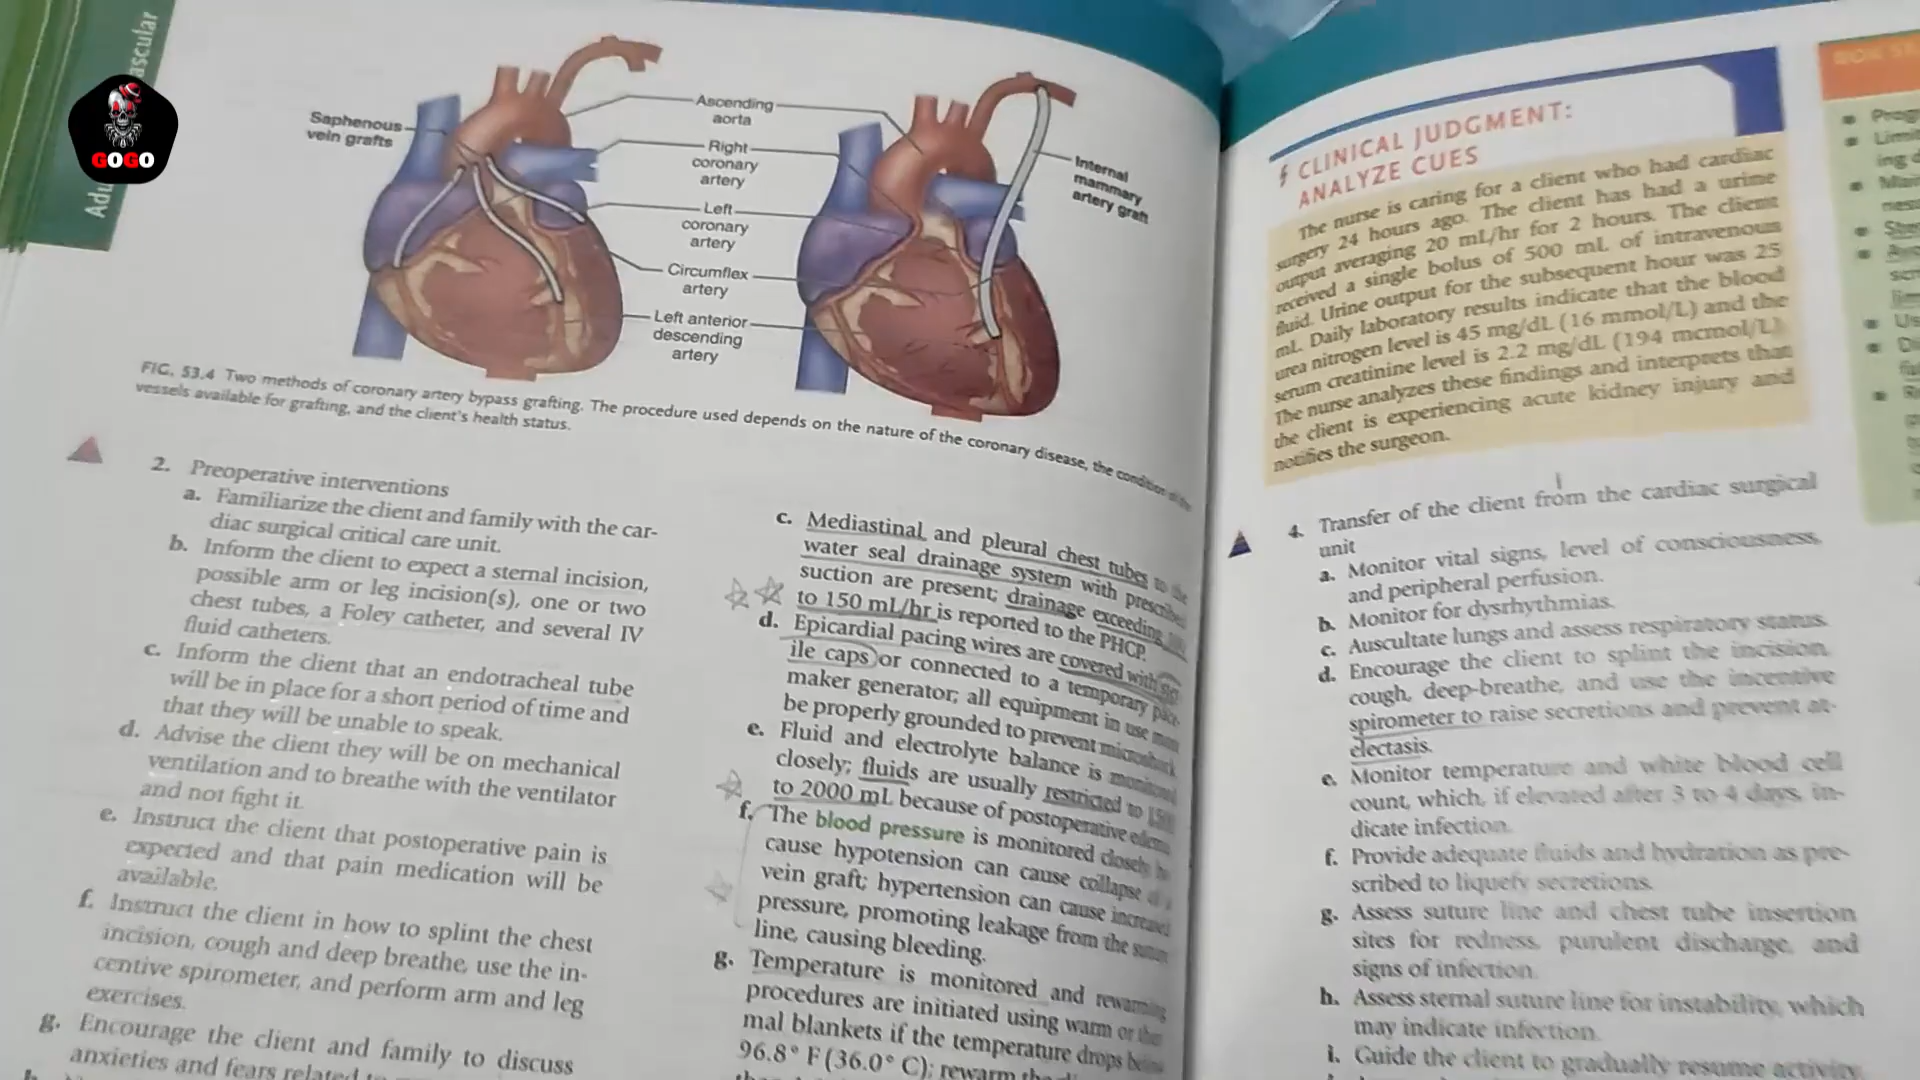 Adu
ascular
GOGO
Saphenous
vein grafts
Ascending
aorta
Right
coronary
artery
Left
coronary
artery
Circumflex
artery
Left anterior
descending
artery
Internal
mammary
artery graft
FIG. 53.4 Two methods of coronary artery bypass grafting. The procedure used depends on the nature of the coronary disease, the condition of the
vessels available for grafting, and the client's health status.
2. Preoperative interventions
a. Familiarize the client and family with the car-
diac surgical critical care unit.
b. Inform the client to expect a sternal incision,
possible arm or leg incision(s), one or two
chest tubes, a Foley catheter, and several IV
fluid catheters.
c. Inform the client that an endotracheal tube
will be in place for a short period of time and
that they will be unable to speak.
d. Advise the client they will be on mechanical
ventilation and to breathe with the ventilator
and not fight it.
e. Instruct the client that postoperative pain is
expected and that pain medication will be
available.
f. Instruct the client in how to splint the chest
incision, cough and deep breathe, use the in-
centive spirometer, and perform arm and leg
exercises.
g. Encourage the client and family to discuss
anxieties and fears related
c. Mediastinal and pleural chest tubes to the
water seal drainage system with prescribed
suction are present; drainage exceeding
to 150 mL/hr is reported to the PHCP.
d. Epicardial pacing wires are covered with
ile caps or connected to a temporary pace-
maker generator; all equipment in use must
be properly grounded to prevent microshock.
e. Fluid and electrolyte balance is monitored
closely; fluids are usually restricted to
to 2000 mL because of postoperative edema.
f. The blood pressure is monitored closely
cause hypotension can cause collapse
vein graft; hypertension can cause increased
pressure, promoting leakage from the suture
line, causing bleeding.
g. Temperature is monitored and rewarming
procedures are initiated using warm or
mal blankets if the temperature drops below
96.8° F (36.0° C); rewarm
CLINICAL JUDGMENT:
ANALYZE CUES
The nurse is caring for a client who had cardiac
surgery 24 hours ago. The client has had a urine
output averaging 20 mL/hr for 2 hours. The client
received a single bolus of 500 mL of intravenous
fluid. Urine output for the subsequent hour was 25
mL. Daily laboratory results indicate that the blood
urea nitrogen level is 45 mg/dL (16 mmol/L) and the
serum creatinine level is 2.2 mg/dL (194 mcmol/L).
The nurse analyzes these findings and interprets that
the client is experiencing acute kidney injury and
notifies the surgeon.
4. Transfer of the client from the cardiac surgical
unit
a. Monitor vital signs, level of consciousness,
and peripheral perfusion.
b. Monitor for dysrhythmias.
c. Auscultate lungs and assess respiratory status.
d. Encourage the client to splint the incision,
cough, deep-breathe, and use the incentive
spirometer to raise secretions and prevent at-
electasis.
e. Monitor temperature and white blood cell
count, which, if elevated after 3 to 4 days, in-
dicate infection.
f. Provide adequate fluids and hydration as pre-
scribed to liquefy secretions.
g. Assess suture line and chest tube insertion
sites for redness, purulent discharge, and
signs of infection.
h. Assess sternal suture line for instability, which
may indicate infection.
i. Guide the client to gradually resume activity.